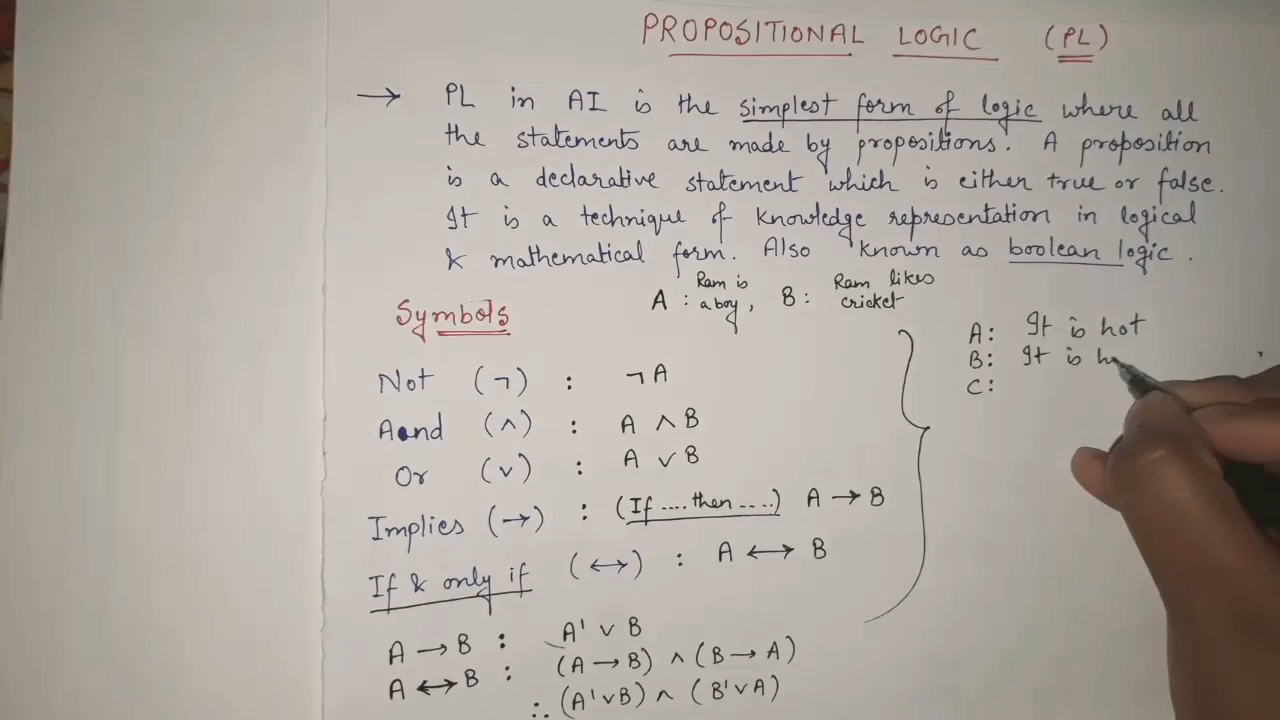 PROPOSITIONAL LOGIC (PL)
→ PL in AI is the simplest form of logic where all
the statements are made by propositions. A proposition
is a declarative statement which is either true or false.
It is a technique of knowledge representation in logical
& mathematical form. Also known as boolean logic.
A : Ram is a boy, B : Ram likes cricket
Symbols
Not (¬) : ¬A
And (∧) : A ∧ B
Or (∨) : A ∨ B
Implies (→) : (If ....then ....) A → B
If & only if (↔) : A ↔ B
A → B : A' ∨ B
A ↔ B : (A → B) ∧ (B → A)
∴ (A'∨B) ∧ (B'∨A)
A: It is hot
B: It is h
C: